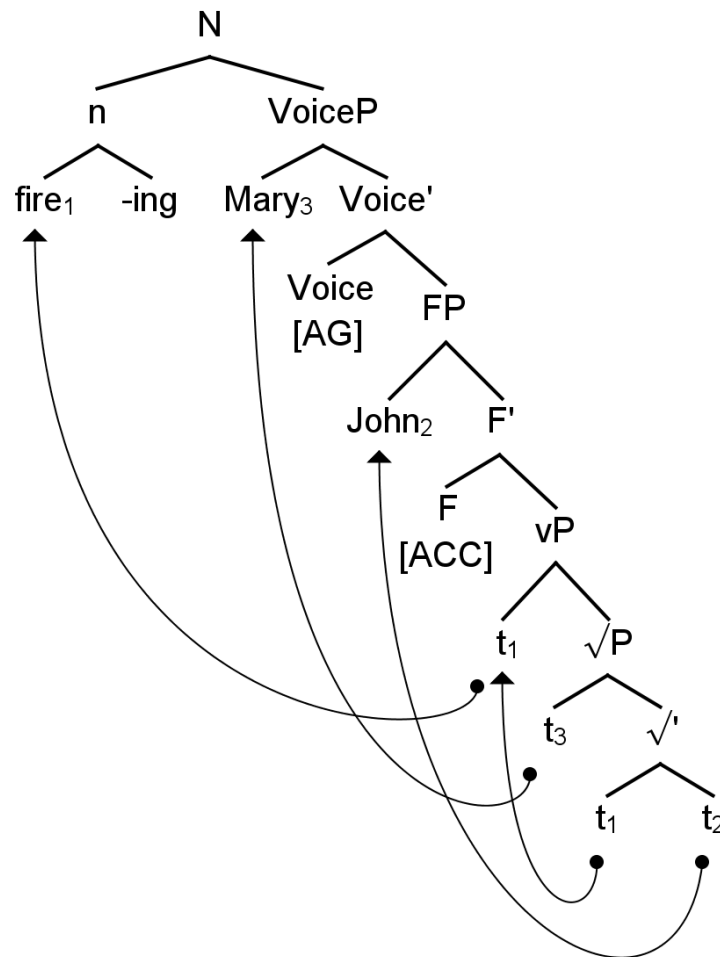 N
n VoiceP
fire₁ -ing Mary₃ Voice'
Voice FP
[AG]
John₂ F'
F vP
[ACC]
t₁ √P
t₃ √'
t₁ t₂